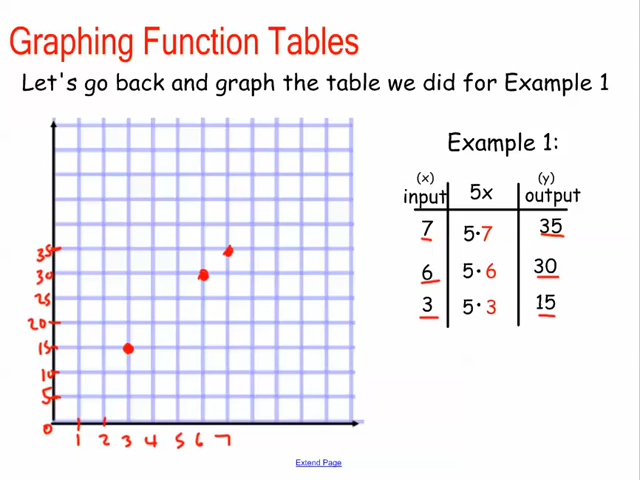 Graphing Function Tables
Let's go back and graph the table we did for Example 1
Example 1:
(x) (y)
input 5x output
7 5·7 35
6 5·6 30
3 5·3 15
35
30
25
20
15
10
5
0
1 2 3 4 5 6 7
Extend Page